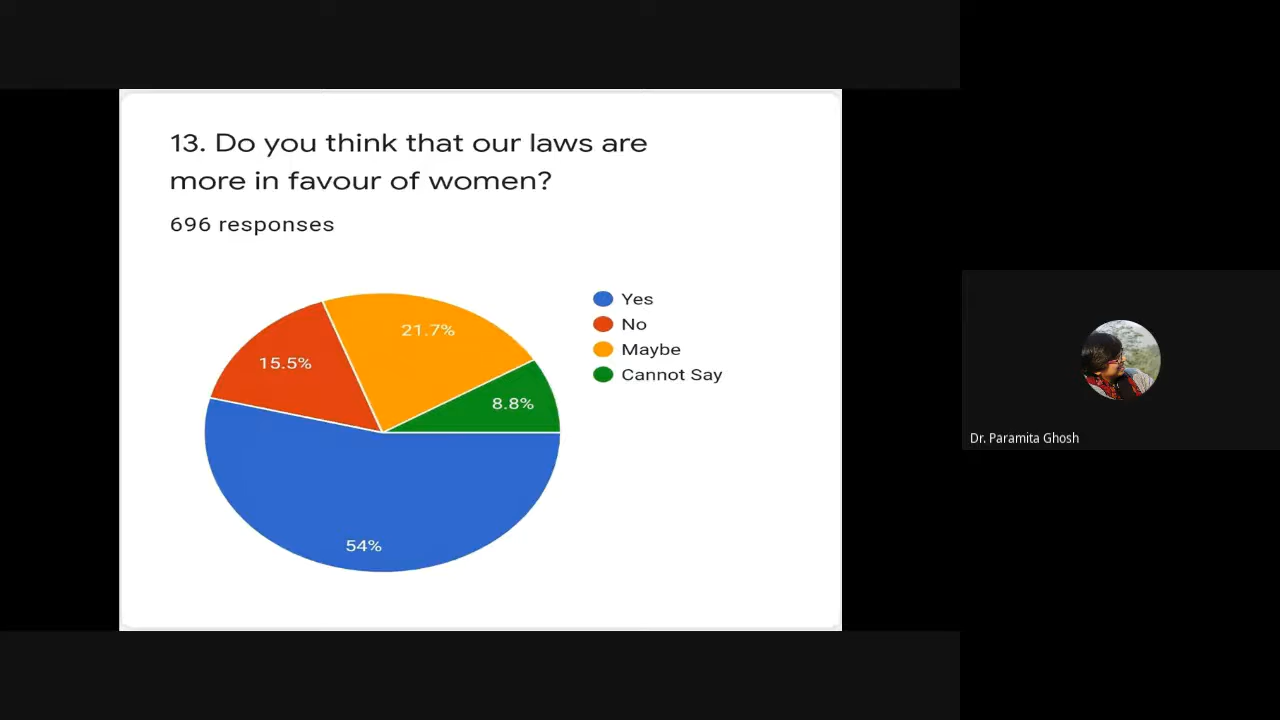 13. Do you think that our laws are
more in favour of women?
696 responses
Yes
No
Maybe
Cannot Say
21.7%
15.5%
8.8%
54%
Dr. Paramita Ghosh